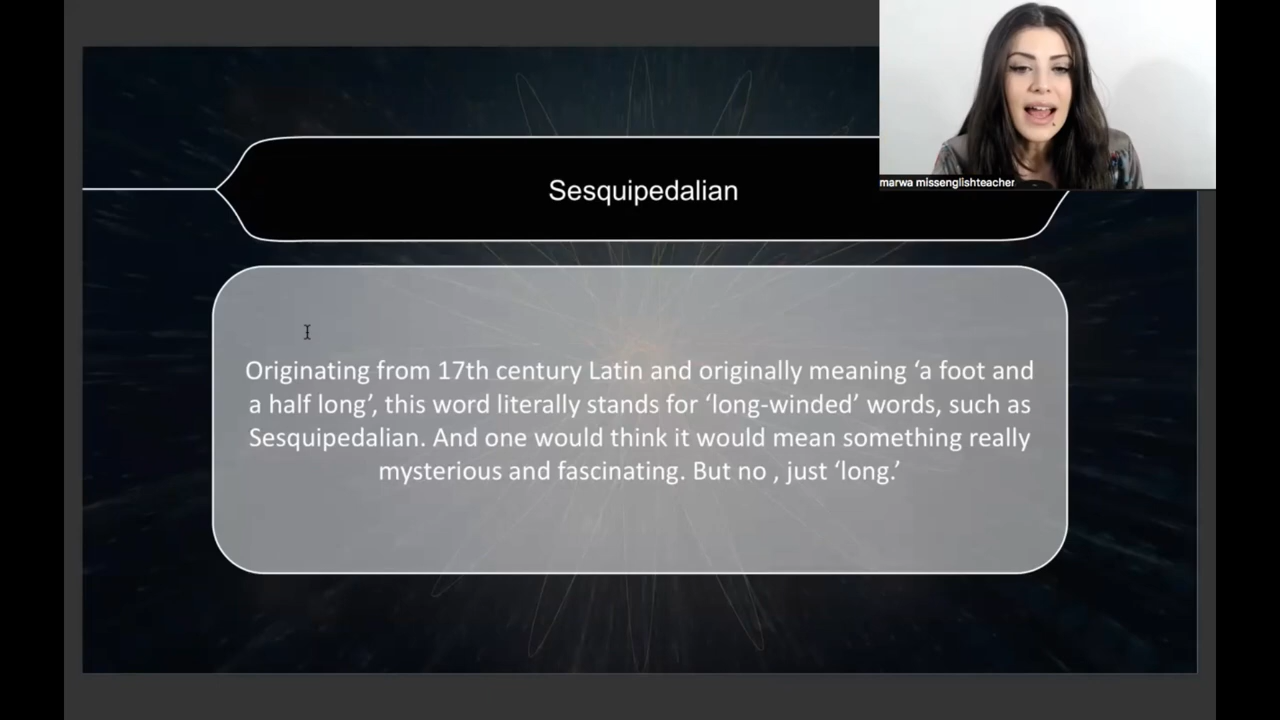 marwa missenglishteacher
Sesquipedalian
Originating from 17th century Latin and originally meaning ‘a foot and
a half long’, this word literally stands for ‘long-winded’ words, such as
Sesquipedalian. And one would think it would mean something really
mysterious and fascinating. But no , just ‘long.’